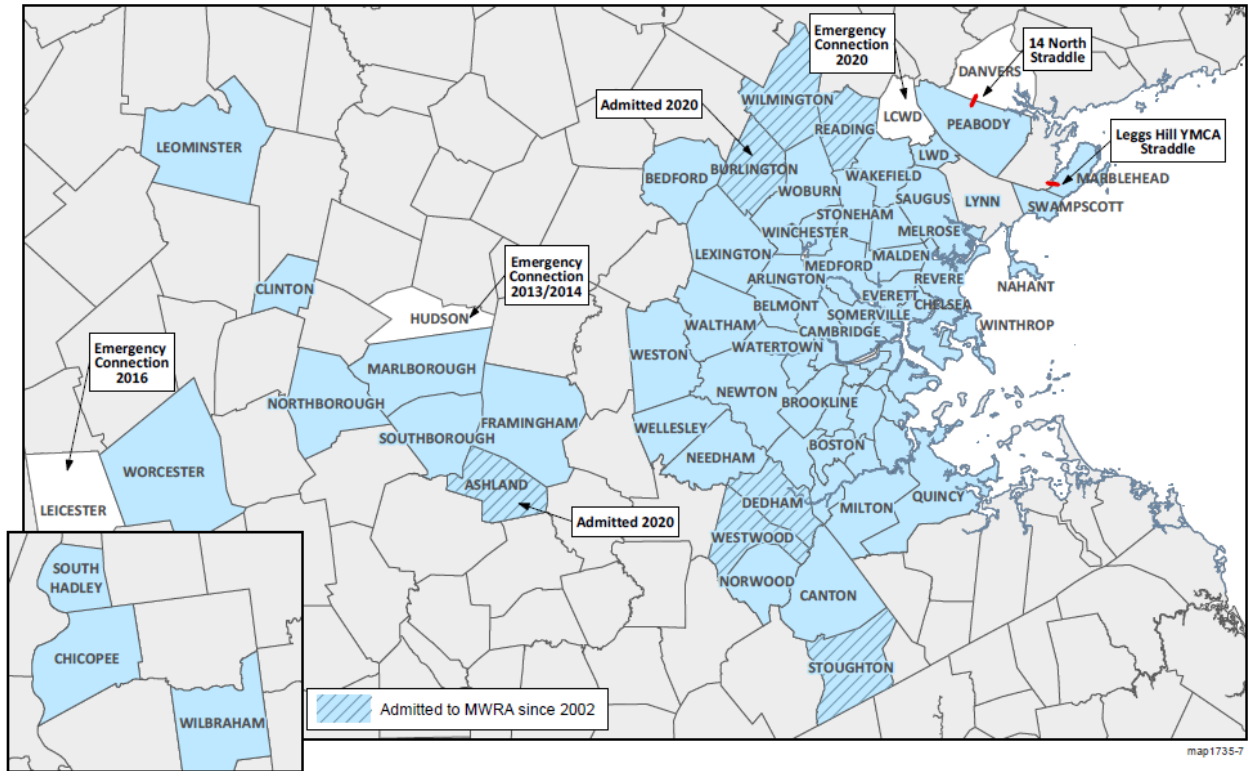 Emergency
Connection
2020
14 North
Straddle
DANVERS
WILMINGTON
Admitted 2020
LCWD
READING
PEABODY
Leggs Hill YMCA
Straddle
LEOMINSTER
LWD
BURLINGTON
BEDFORD
WAKEFIELD
MARBLEHEAD
WOBURN
SAUGUS
LYNN
SWAMPSCOTT
STONEHAM
WINCHESTER
MELROSE
LEXINGTON
MALDEN
MEDFORD
Emergency
Connection
2013/2014
ARLINGTON
REVERE
NAHANT
CLINTON
EVERETT
BELMONT
CHELSEA
SOMERVILLE
HUDSON
WALTHAM
CAMBRIDGE
WINTHROP
WATERTOWN
Emergency
Connection
2016
WESTON
MARLBOROUGH
NEWTON
NORTHBOROUGH
BROOKLINE
FRAMINGHAM
WELLESLEY
SOUTHBOROUGH
BOSTON
NEEDHAM
WORCESTER
ASHLAND
QUINCY
DEDHAM
MILTON
LEICESTER
Admitted 2020
WESTWOOD
SOUTH
HADLEY
NORWOOD
CANTON
CHICOPEE
STOUGHTON
Admitted to MWRA since 2002
WILBRAHAM
map1735-7